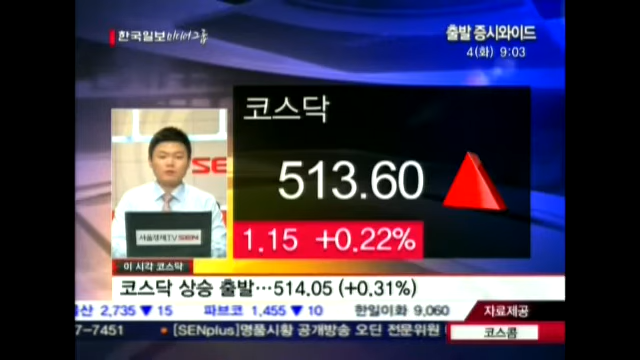 한국일보 미디어그룹
출발 증시와이드
4(화) 9:03
코스닥
513.60
SEN
서울경제TV SEN
1.15 +0.22%
이 시각 코스닥
코스닥 상승 출발…514.05 (+0.31%)
산 2,735 ▼ 15 파브코 1,455 ▼ 10 한일이화 9,060
자료제공
7-7451 • [SENplus]명품시황 공개방송 오딘 전문위원
코스콤